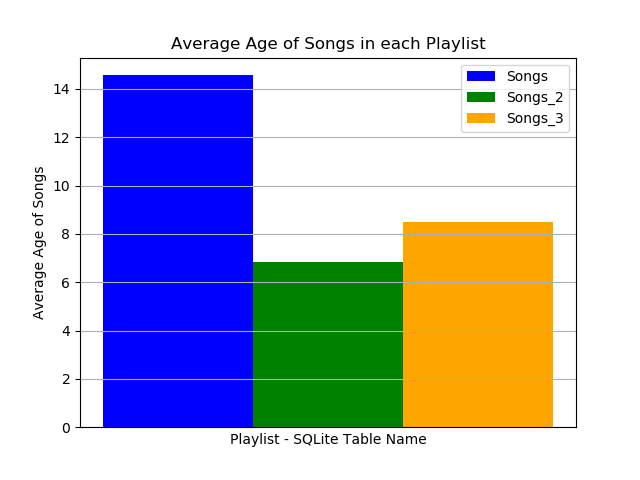 Average Age of Songs in each Playlist
Average Age of Songs
14
12
10
8
6
4
2
0
Songs
Songs_2
Songs_3
Playlist - SQLite Table Name